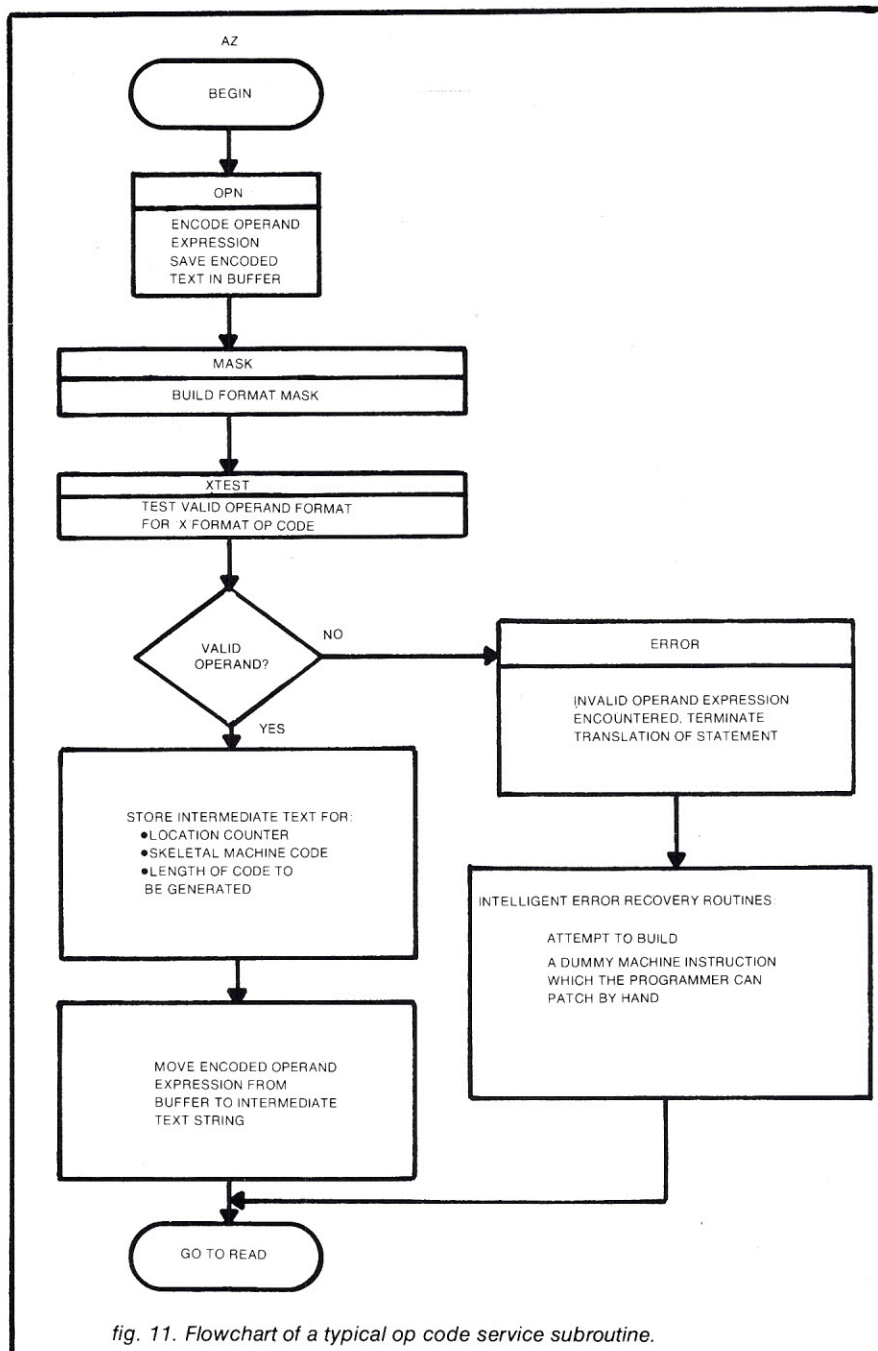 AZ
BEGIN
OPN
ENCODE OPERAND
EXPRESSION
SAVE ENCODED
TEXT IN BUFFER
MASK
BUILD FORMAT MASK
XTEST
TEST VALID OPERAND FORMAT
FOR X FORMAT OP CODE
VALID
OPERAND?
NO
YES
ERROR
INVALID OPERAND EXPRESSION
ENCOUNTERED, TERMINATE
TRANSLATION OF STATEMENT
STORE INTERMEDIATE TEXT FOR:
●LOCATION COUNTER
●SKELETAL MACHINE CODE
●LENGTH OF CODE TO
BE GENERATED
INTELLIGENT ERROR RECOVERY ROUTINES:
ATTEMPT TO BUILD
A DUMMY MACHINE INSTRUCTION
WHICH THE PROGRAMMER CAN
PATCH BY HAND
MOVE ENCODED OPERAND
EXPRESSION FROM
BUFFER TO INTERMEDIATE
TEXT STRING
GO TO READ
fig. 11. Flowchart of a typical op code service subroutine.